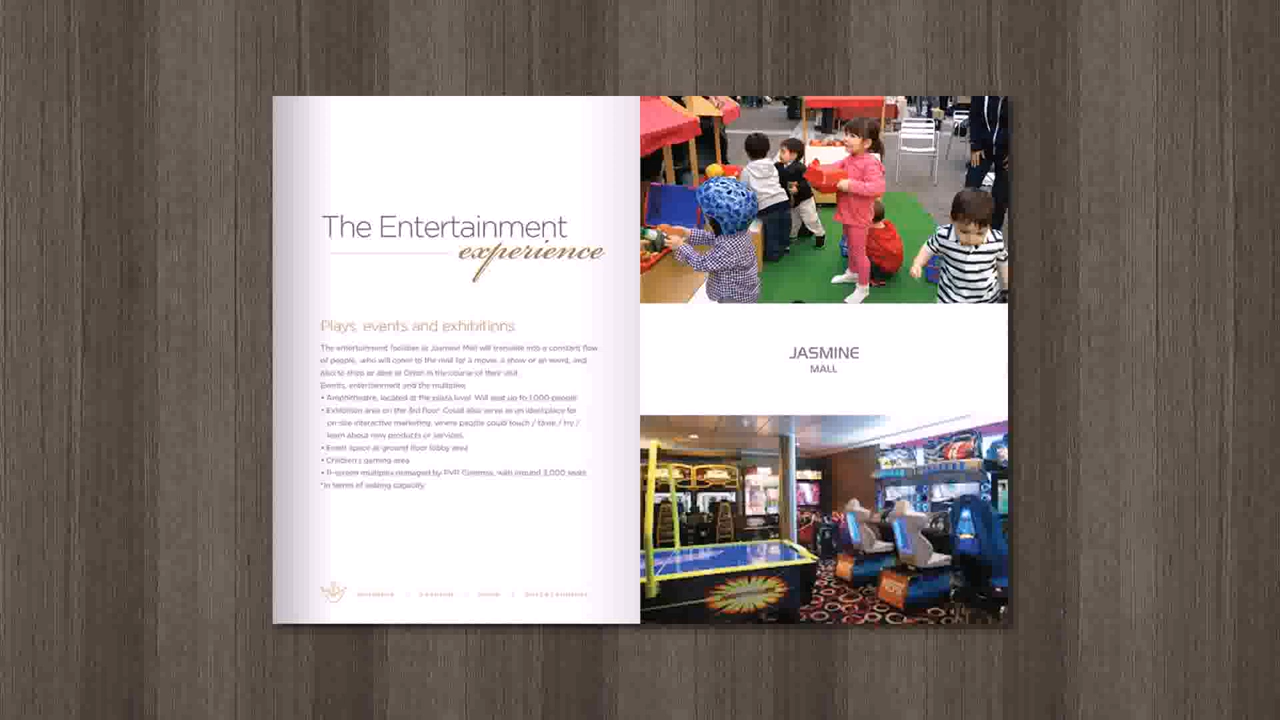 The Entertainment
experience
Plays, events and exhibitions
The entertainment facilities at Jasmine Mall will translate into a constant flow
of people, who will come to the mall for a movie, a show or an event, and
also to shop or dine at Orion in the course of their visit.
Events, entertainment and the multiplex:
• Amphitheatre, located at the plaza level. Will seat up to 1,000 people
• Exhibition area on the 3rd floor. Could also serve as an ideal place for
on-site interactive marketing, where people could touch / taste / try /
learn about new products or services.
• Event space at ground floor lobby area
• Children's gaming area
• 11-screen multiplex managed by PVR Cinemas, with around 3,000 seats
*In terms of seating capacity
JASMINE
MALL